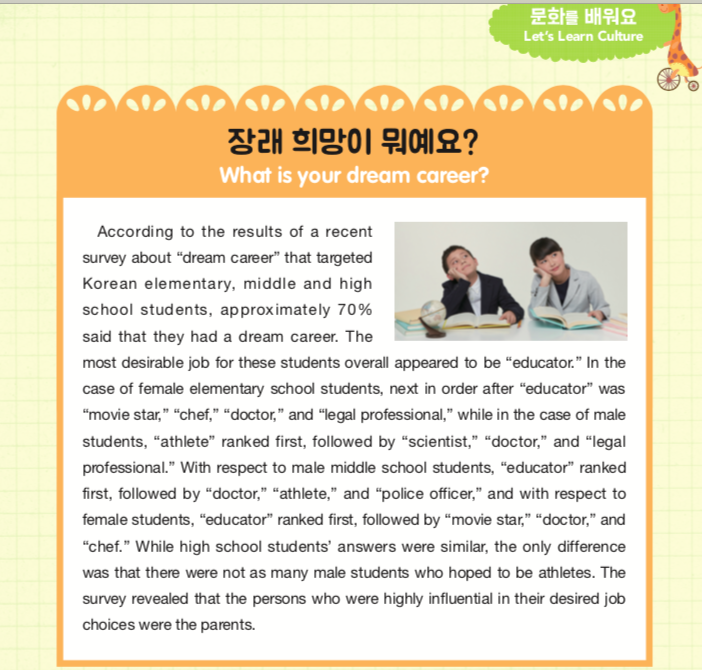 문화를 배워요
Let's Learn Culture
장래 희망이 뭐예요?
What is your dream career?
According to the results of a recent
survey about “dream career” that targeted
Korean elementary, middle and high
school students, approximately 70%
said that they had a dream career. The
most desirable job for these students overall appeared to be “educator.” In the
case of female elementary school students, next in order after “educator” was
“movie star,” “chef,” “doctor,” and “legal professional,” while in the case of male
students, “athlete” ranked first, followed by “scientist,” “doctor,” and “legal
professional.” With respect to male middle school students, “educator” ranked
first, followed by “doctor,” “athlete,” and “police officer,” and with respect to
female students, “educator” ranked first, followed by “movie star,” “doctor,” and
“chef.” While high school students’ answers were similar, the only difference
was that there were not as many male students who hoped to be athletes. The
survey revealed that the persons who were highly influential in their desired job
choices were the parents.